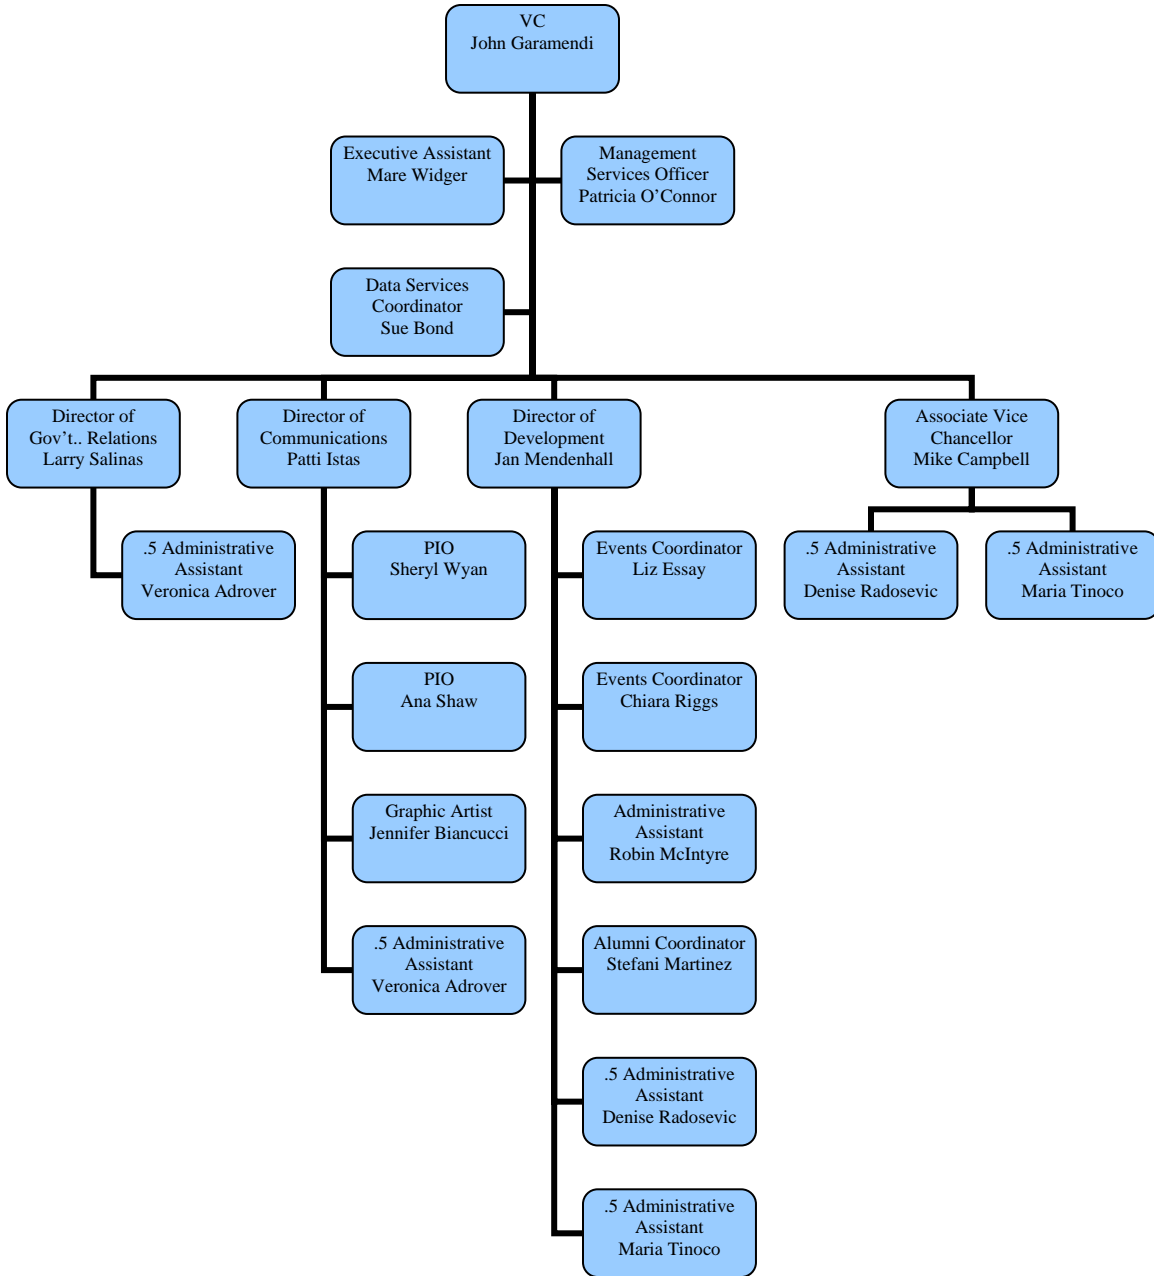 VC
John Garamendi
Executive Assistant
Mare Widger
Management
Services Officer
Patricia O’Connor
Data Services
Coordinator
Sue Bond
Director of
Gov’t.. Relations
Larry Salinas
Director of
Communications
Patti Istas
Director of
Development
Jan Mendenhall
Associate Vice
Chancellor
Mike Campbell
.5 Administrative
Assistant
Veronica Adrover
PIO
Sheryl Wyan
PIO
Ana Shaw
Graphic Artist
Jennifer Biancucci
.5 Administrative
Assistant
Veronica Adrover
Events Coordinator
Liz Essay
Events Coordinator
Chiara Riggs
Administrative
Assistant
Robin McIntyre
Alumni Coordinator
Stefani Martinez
.5 Administrative
Assistant
Denise Radosevic
.5 Administrative
Assistant
Maria Tinoco
.5 Administrative
Assistant
Denise Radosevic
.5 Administrative
Assistant
Maria Tinoco